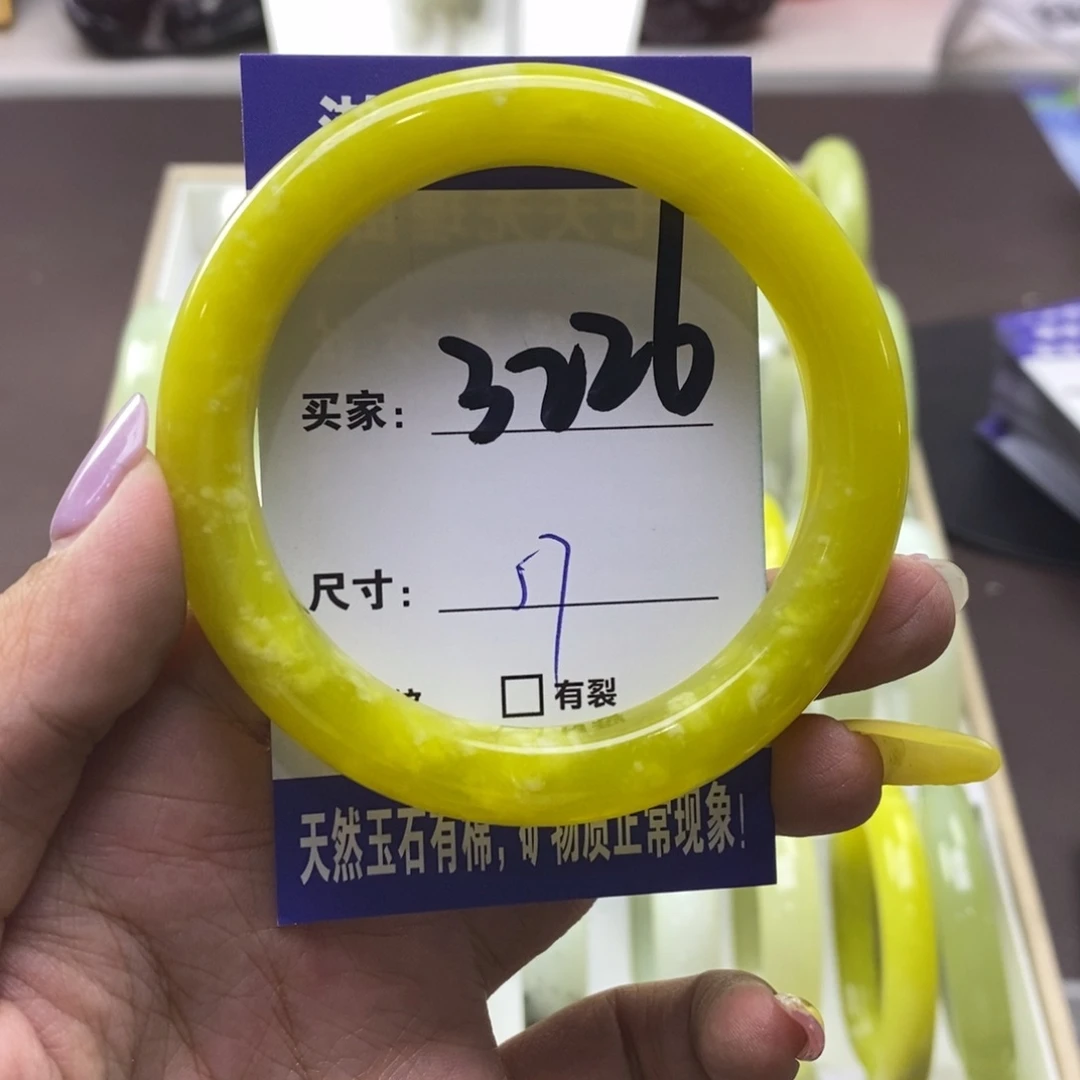 买家： 3726
尺寸： 57
□有裂
天然玉石有棉，矿物质正常现象！